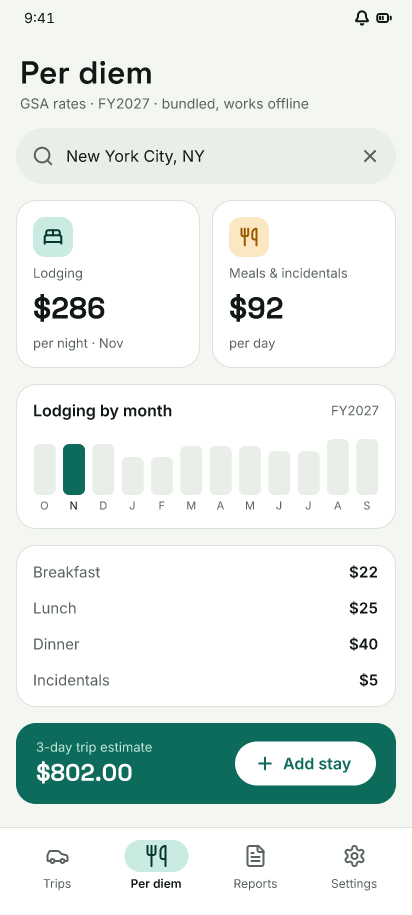 9:41
Per diem
GSA rates · FY2027 · bundled, works offline
New York City, NY
Lodging
$286
per night · Nov
Meals & incidentals
$92
per day
Lodging by month FY2027
O N D J F M A M J J A S
Breakfast $22
Lunch $25
Dinner $40
Incidentals $5
3-day trip estimate
$802.00
Add stay
Trips Per diem Reports Settings